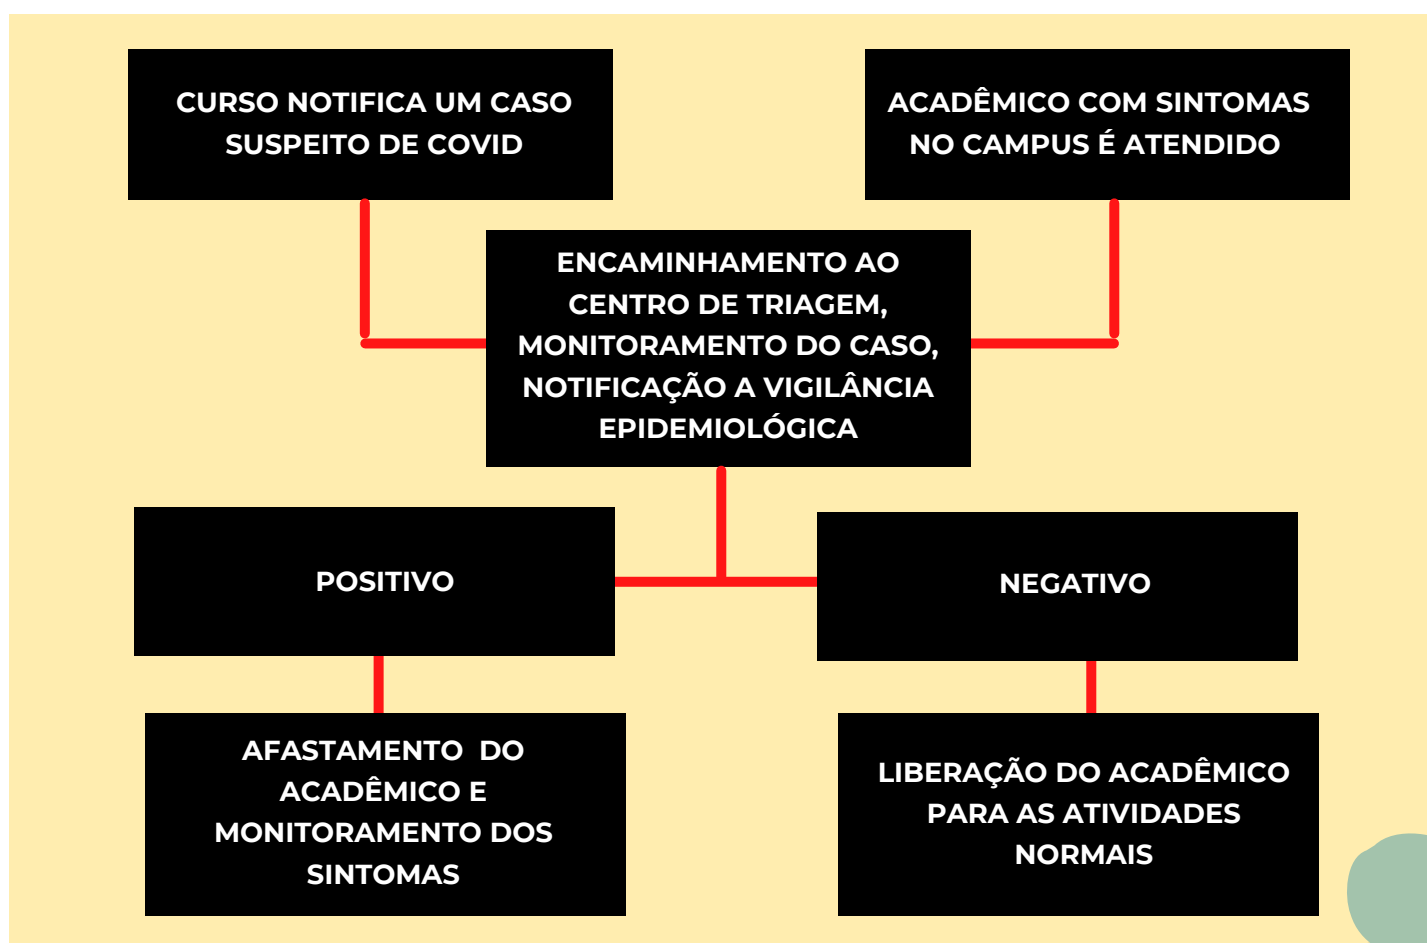 CURSO NOTIFICA UM CASO
SUSPEITO DE COVID
ACADÊMICO COM SINTOMAS
NO CAMPUS É ATENDIDO
ENCAMINHAMENTO AO
CENTRO DE TRIAGEM,
MONITORAMENTO DO CASO,
NOTIFICAÇÃO A VIGILÂNCIA
EPIDEMIOLÓGICA
POSITIVO
NEGATIVO
AFASTAMENTO DO
ACADÊMICO E
MONITORAMENTO DOS
SINTOMAS
LIBERAÇÃO DO ACADÊMICO
PARA AS ATIVIDADES
NORMAIS